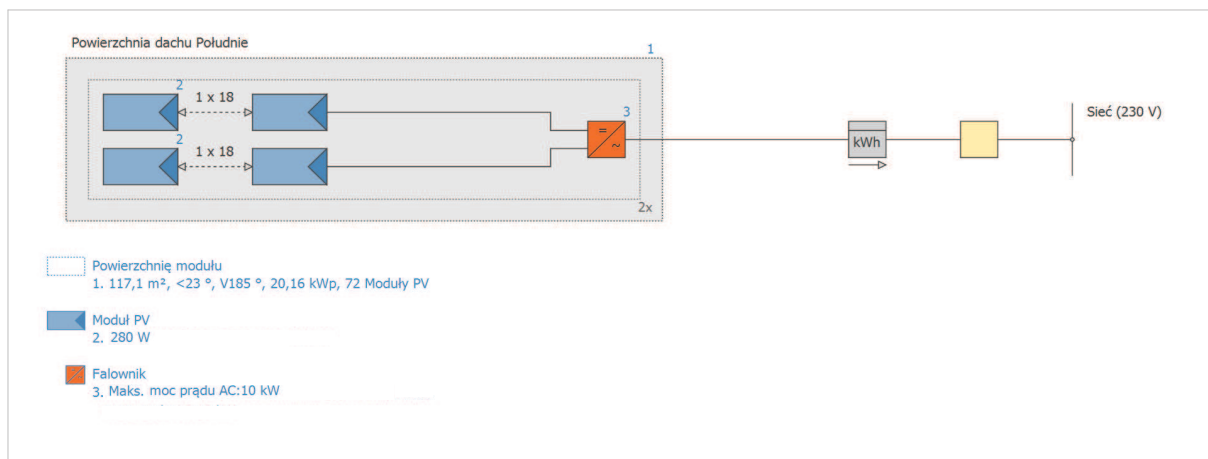 Powierzchnia dachu Południe
1
2
1 x 18
3
2
1 x 18
2x
kWh
Sieć (230 V)
Powierzchnię modułu
1. 117,1 m², <23 °, V185 °, 20,16 kWp, 72 Moduły PV
Moduł PV
2. 280 W
Falownik
3. Maks. moc prądu AC:10 kW